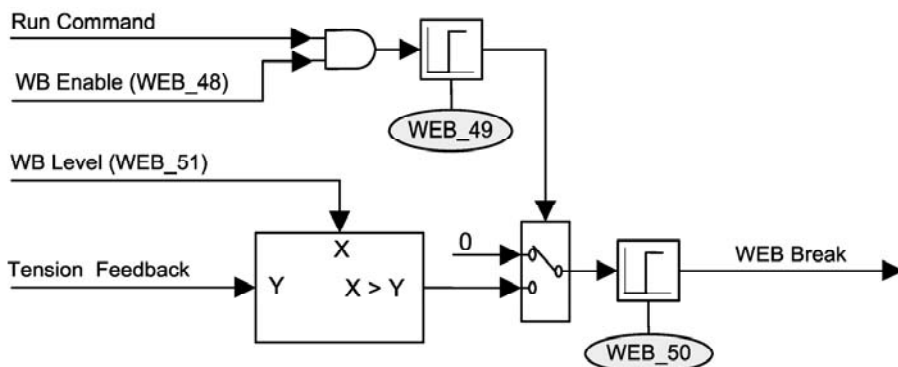 Run Command
WB Enable (WEB_48)
WEB_49
WB Level (WEB_51)
X
0
WEB Break
Tension Feedback
Y
X > Y
WEB_50